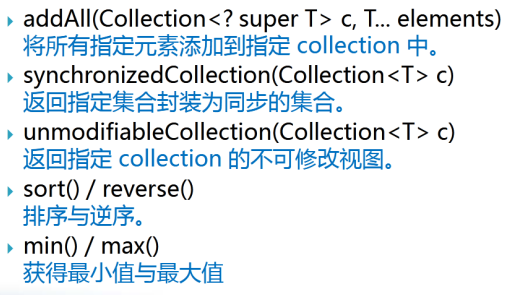 addAll(Collection<? super T> c, T... elements)
将所有指定元素添加到指定 collection 中。
synchronizedCollection(Collection<T> c)
返回指定集合封装为同步的集合。
unmodifiableCollection(Collection<T> c)
返回指定 collection 的不可修改视图。
sort() / reverse()
排序与逆序。
min() / max()
获得最小值与最大值